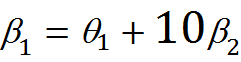 β₁ = θ₁ + 10β₂